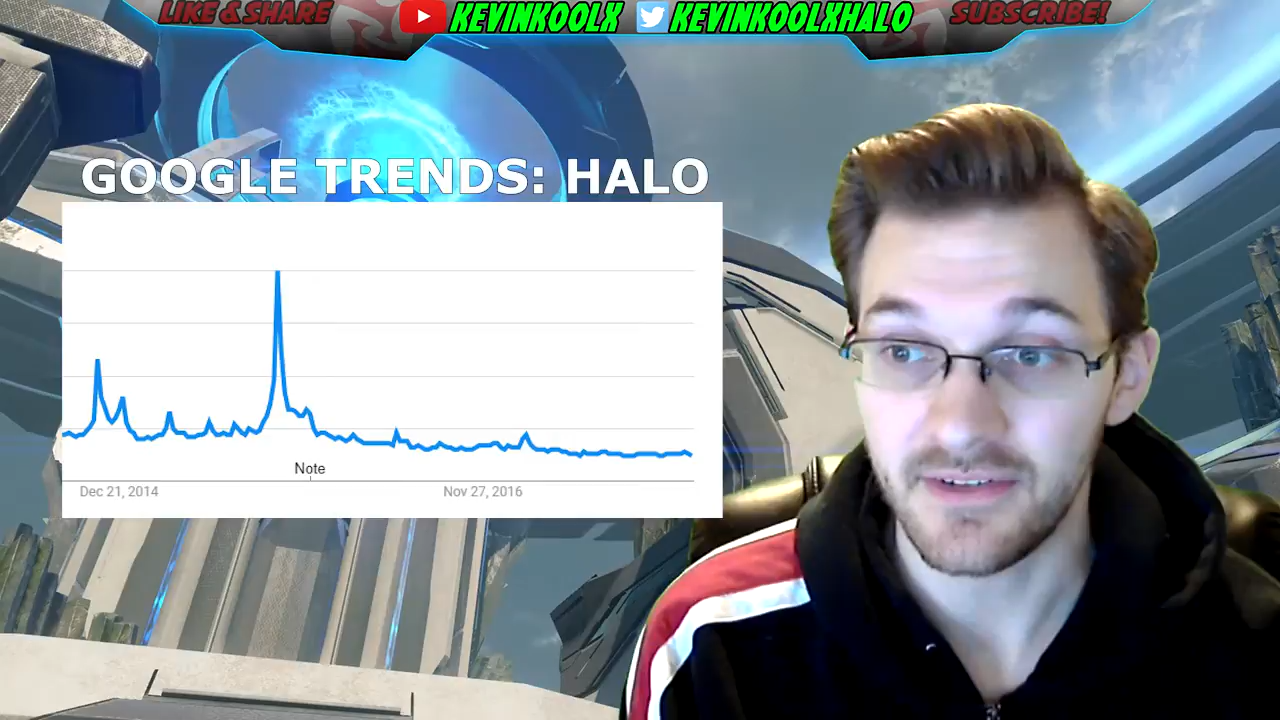 LIKE & SHARE KEVINKOOLX KEVINKOOLXHALO SUBSCRIBE!
GOOGLE TRENDS: HALO
Note
Dec 21, 2014 Nov 27, 2016